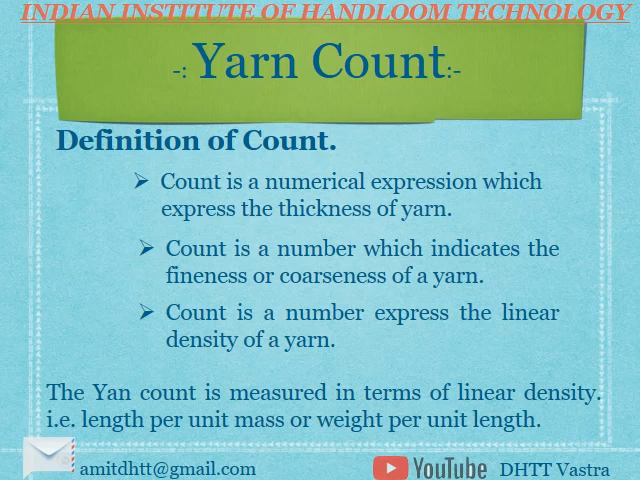 INDIAN INSTITUTE OF HANDLOOM TECHNOLOGY
-: Yarn Count:-
Definition of Count.
➢ Count is a numerical expression which
express the thickness of yarn.
➢ Count is a number which indicates the
fineness or coarseness of a yarn.
➢ Count is a number express the linear
density of a yarn.
The Yan count is measured in terms of linear density.
i.e. length per unit mass or weight per unit length.
amitdhtt@gmail.com
YouTube DHTT Vastra